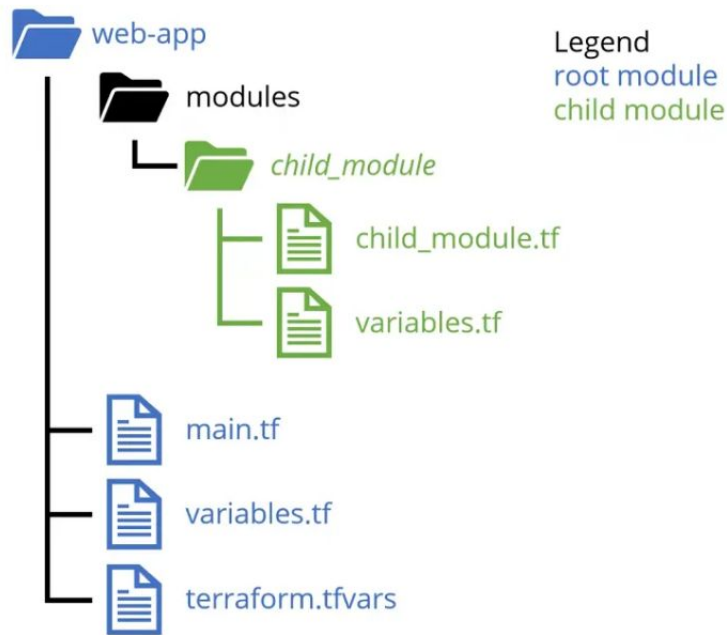 web-app
Legend
root module
child module
modules
child_module
child_module.tf
variables.tf
main.tf
variables.tf
terraform.tfvars